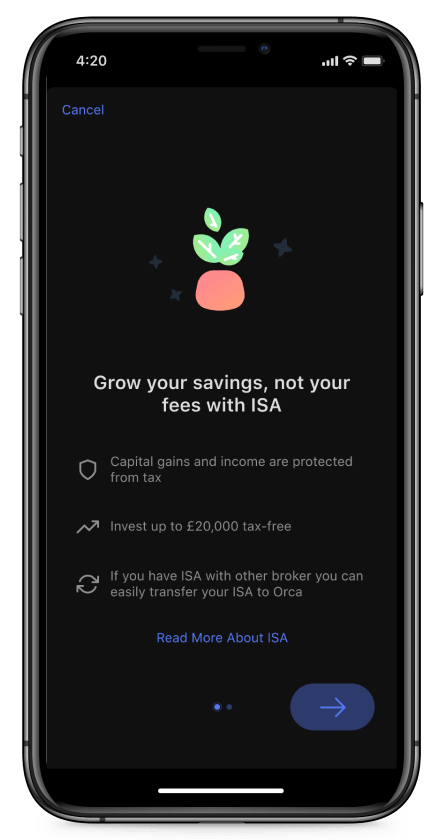 4:20
Cancel
Grow your savings, not your
fees with ISA
Capital gains and income are protected
from tax
Invest up to £20,000 tax-free
If you have ISA with other broker you can
easily transfer your ISA to Orca
Read More About ISA